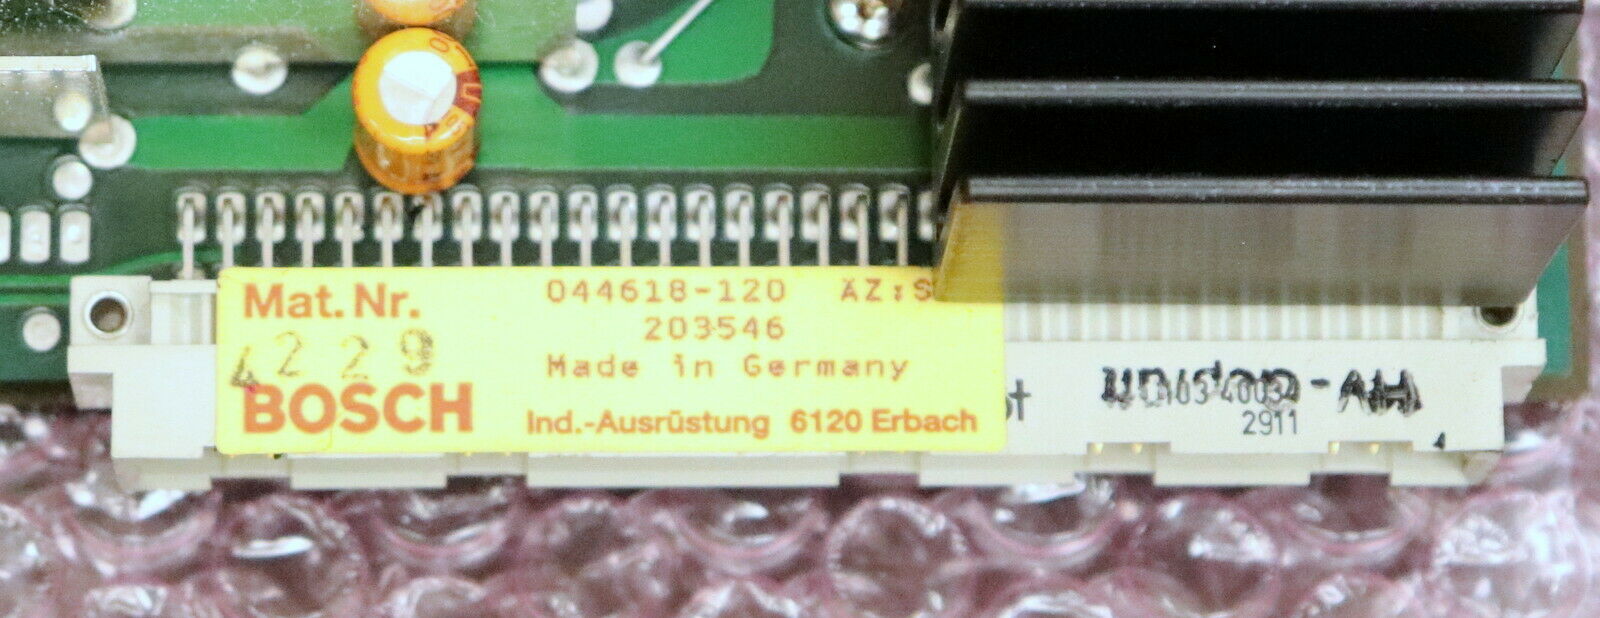 Mat. Nr. 044618-120 AZ:S
203546
4229
Made in Germany
BOSCH
Ind.-Ausrüstung 6120 Erbach
2911